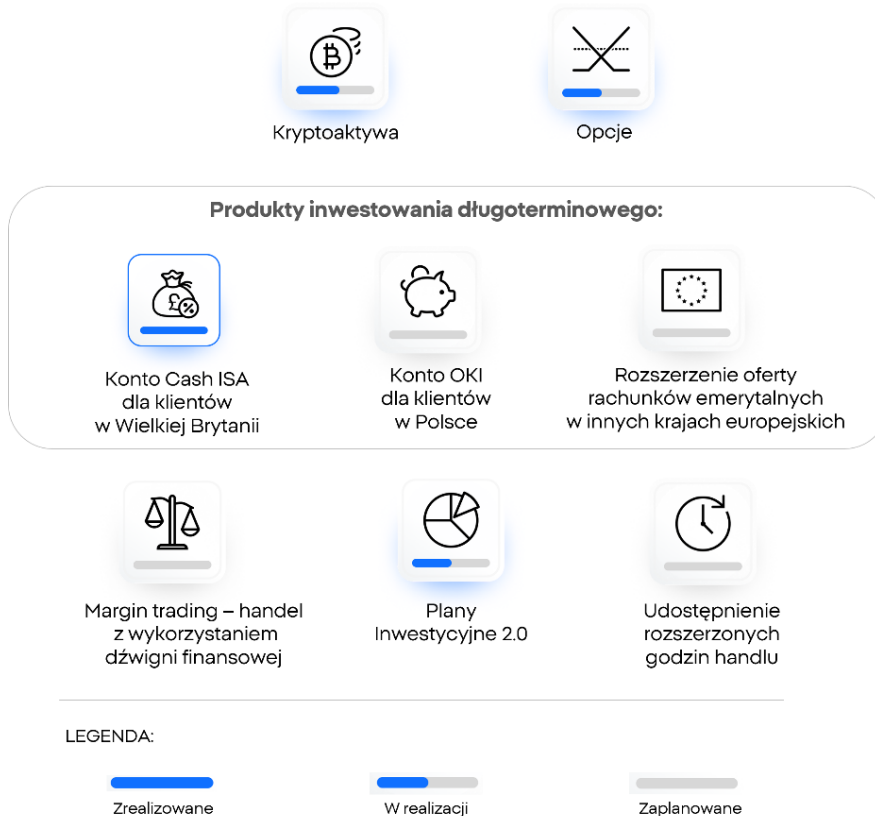 Kryptoaktywa
Opcje
Produkty inwestowania długoterminowego:
Konto Cash ISA
dla klientów
w Wielkiej Brytanii
Konto OKI
dla klientów
w Polsce
Rozszerzenie oferty
rachunków emerytalnych
w innych krajach europejskich
Margin trading – handel
z wykorzystaniem
dźwigni finansowej
Plany
Inwestycyjne 2.0
Udostępnienie
rozszerzonych
godzin handlu
LEGENDA:
Zrealizowane
W realizacji
Zaplanowane